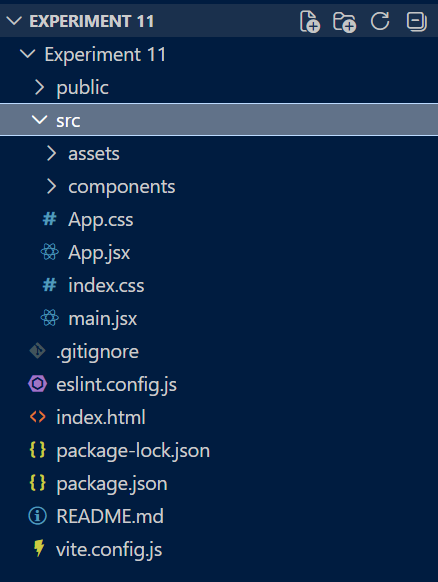 EXPERIMENT 11
Experiment 11
public
src
assets
components
# App.css
App.jsx
# index.css
main.jsx
.gitignore
eslint.config.js
<> index.html
{} package-lock.json
{} package.json
README.md
vite.config.js